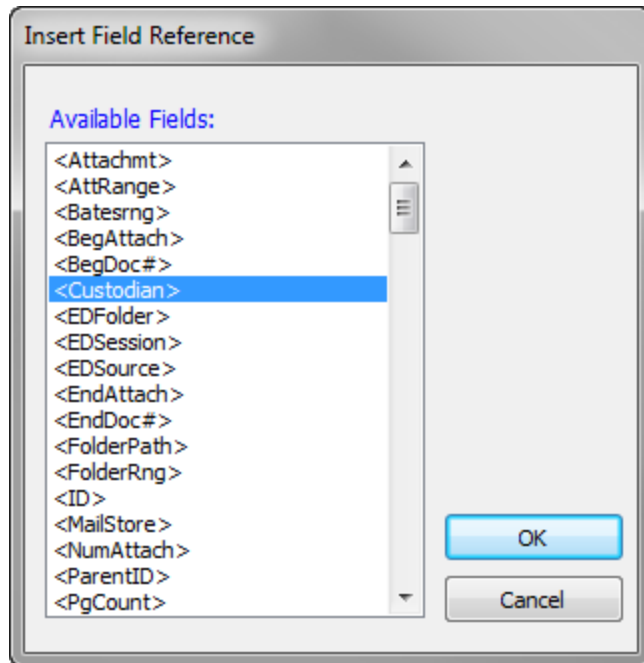 Insert Field Reference
Available Fields:
<Attachmt>
<AttRange>
<Batesrng>
<BegAttach>
<BegDoc#>
<Custodian>
<EDFolder>
<EDSession>
<EDSource>
<EndAttach>
<EndDoc#>
<FolderPath>
<FolderRng>
<ID>
<MailStore>
<NumAttach>
<ParentID>
<PgCount>
OK
Cancel